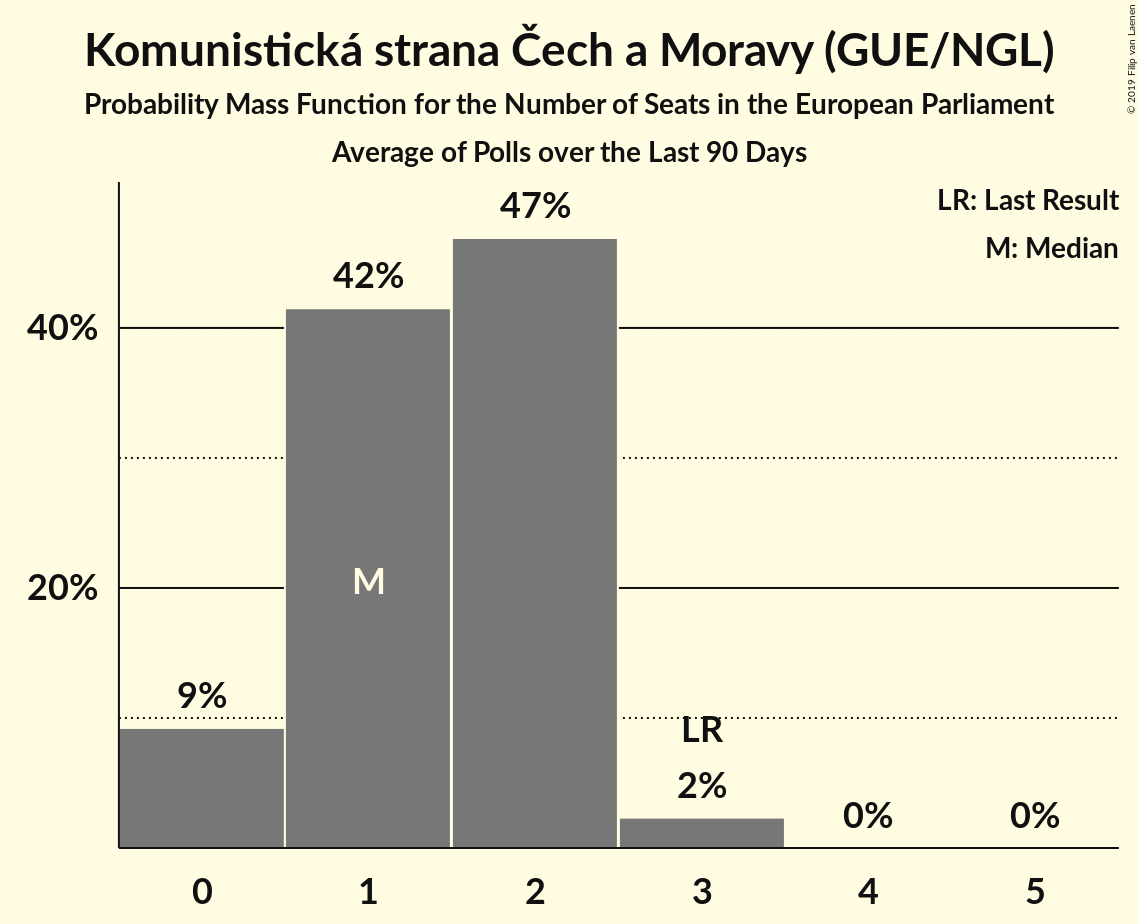 Komunistická strana Čech a Moravy (GUE/NGL)
Probability Mass Function for the Number of Seats in the European Parliament
Average of Polls over the Last 90 Days
© 2019 Filip van Laenen
LR: Last Result
M: Median
47%
42%
40%
M
20%
9%
LR
2%
0%
0%
0
1
2
3
4
5